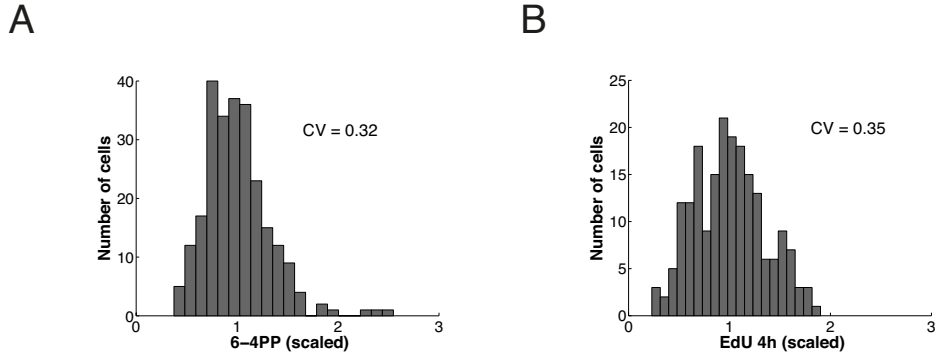 A
B
Number of cells
40
30
20
10
0
CV = 0.32
0
1
2
3
6–4PP (scaled)
Number of cells
25
20
15
10
5
0
CV = 0.35
0
1
2
3
EdU 4h (scaled)